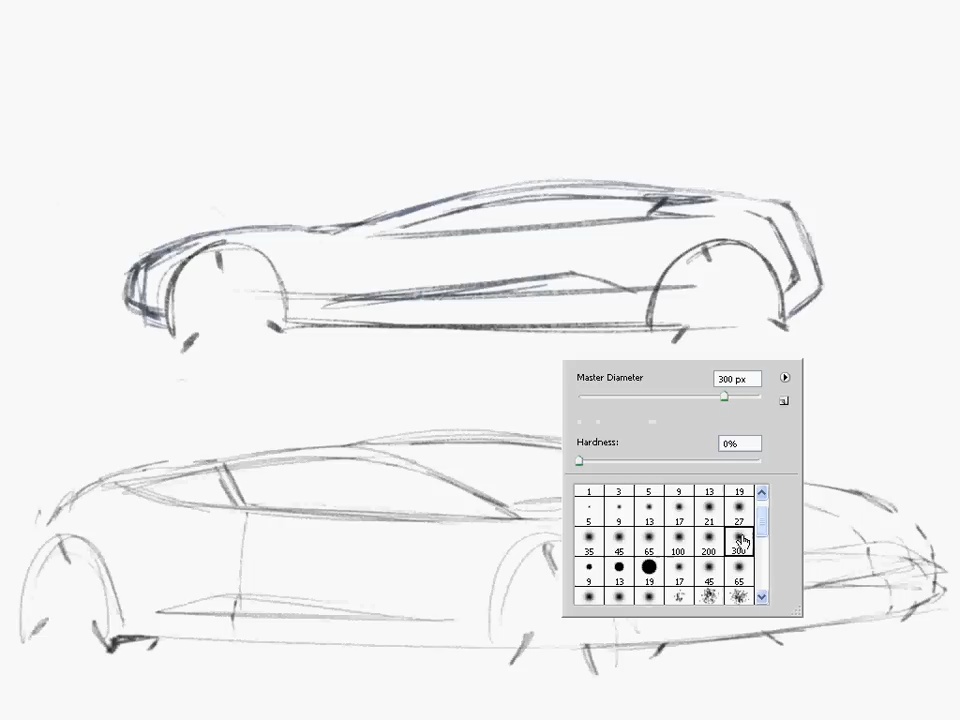 Master Diameter 300 px
Hardness: 0%
1 3 5 9 13 19
5 9 13 17 21 27
35 45 65 100 200 300
9 13 19 17 45 65